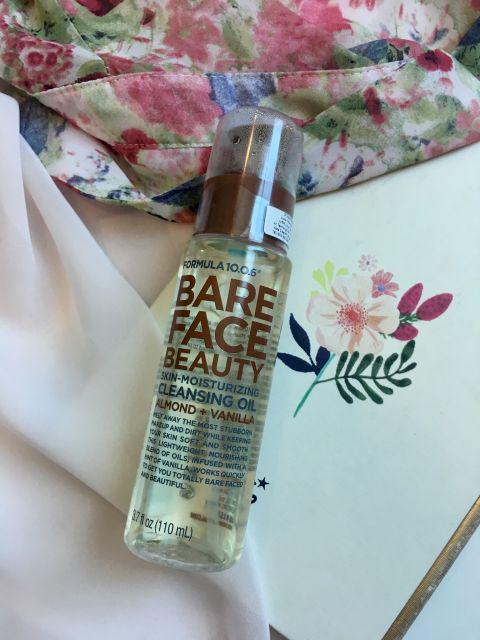 FORMULA 10.0.6
BARE
FACE
BEAUTY
SKIN-MOISTURIZING
CLEANSING OIL
ALMOND + VANILLA
MELT AWAY THE MOST STUBBORN
MAKEUP AND DIRT WHILE KEEPING
YOUR SKIN SOFT AND SMOOTH.
THIS LIGHTWEIGHT, NOURISHING
BLEND OF OILS, INFUSED WITH A
HINT OF VANILLA, WORKS QUICKLY
TO GET YOU TOTALLY BARE FACED
AND BEAUTIFUL.
3.7 fl oz (110 mL)